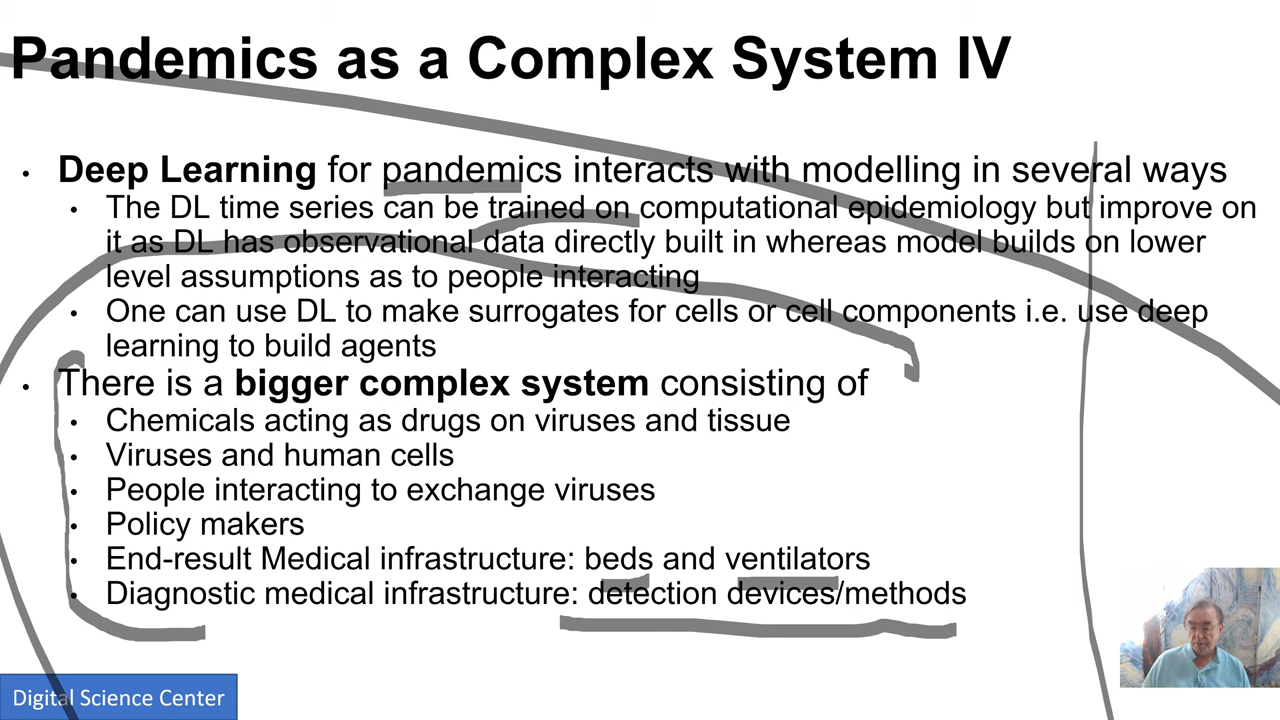 Pandemics as a Complex System IV
• Deep Learning for pandemics interacts with modelling in several ways
• The DL time series can be trained on computational epidemiology but improve on
it as DL has observational data directly built in whereas model builds on lower
level assumptions as to people interacting
• One can use DL to make surrogates for cells or cell components i.e. use deep
learning to build agents
• There is a bigger complex system consisting of
• Chemicals acting as drugs on viruses and tissue
• Viruses and human cells
• People interacting to exchange viruses
• Policy makers
• End-result Medical infrastructure: beds and ventilators
• Diagnostic medical infrastructure: detection devices/methods
Digital Science Center